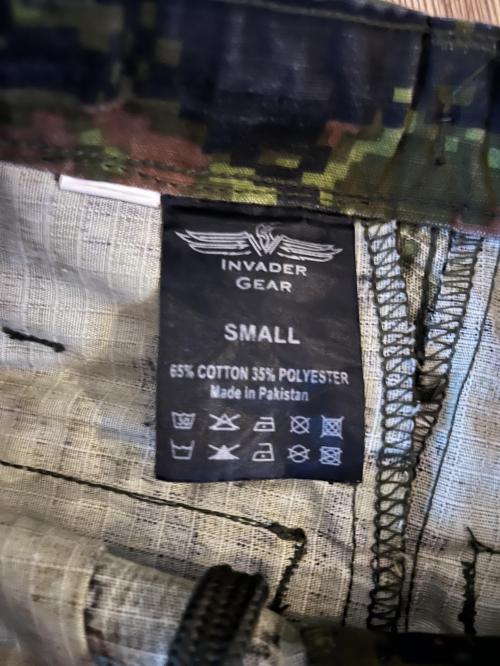 INVADER
GEAR
SMALL
65% COTTON 35% POLYESTER
Made in Pakistan